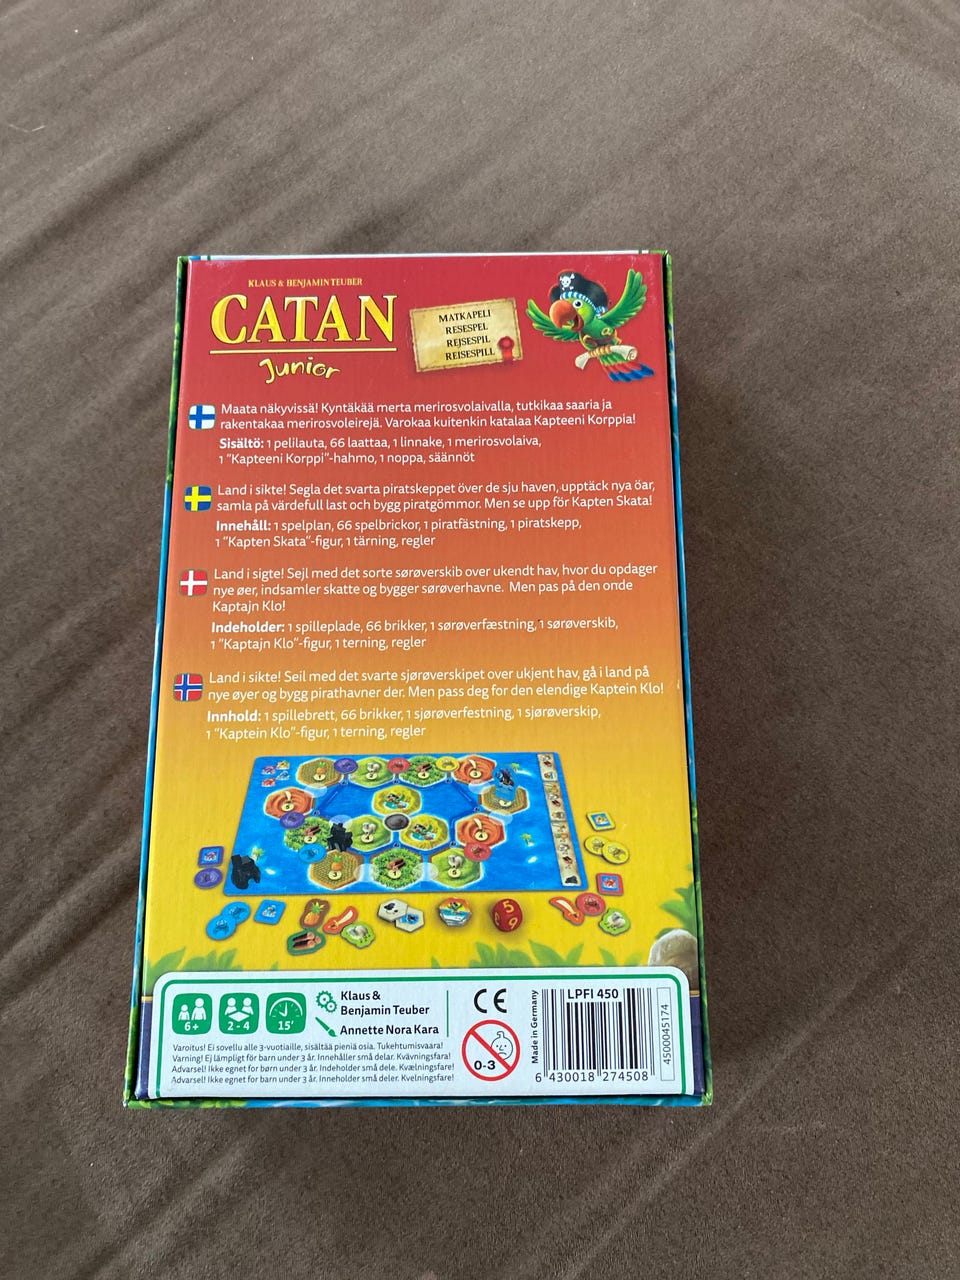 KLAUS & BENJAMIN TEUBER
CATAN
Junior
MATKAPELI
RESESPEL
REJSESPIL
REISESPILL
Maata näkyvissä! Kyntäkää merta merirosvolaivalla, tutkikaa saaria ja
rakentakaa merirosvoleirejä. Varokaa kuitenkin katalaa Kapteeni Korppia!
Sisältö: 1 pelilauta, 66 laattaa, 1 linnake, 1 merirosvolaiva,
1 "Kapteeni Korppi"-hahmo, 1 noppa, säännöt
Land i sikte! Segla det svarta piratskeppet över de sju haven, upptäck nya öar,
samla på värdefull last och bygg piratgömmor. Men se upp för Kapten Skata!
Innehåll: 1 spelplan, 66 spelbrickor, 1 piratfästning, 1 piratskepp,
1 "Kapten Skata"-figur, 1 tärning, regler
Land i sigte! Sejl med det sorte sørøverskib over ukendt hav, hvor du opdager
nye øer, indsamler skatte og bygger sørøverhavne. Men pas på den onde
Kaptajn Klo!
Indeholder: 1 spilleplade, 66 brikker, 1 sørøverfæstning, 1 sørøverskib,
1 "Kaptajn Klo"-figur, 1 terning, regler
Land i sikte! Seil med det svarte sjørøverskipet over ukjent hav, gå i land på
nye øyer og bygg pirathavner der. Men pass deg for den elendige Kaptein Klo!
Innhold: 1 spillebrett, 66 brikker, 1 sjørøverfestning, 1 sjørøverskip,
1 "Kaptein Klo"-figur, 1 terning, regler
6+
2-4
15'
Klaus &
Benjamin Teuber
Annette Nora Kara
Varoitus! Ei sovellu alle 3-vuotiaille, sisältää pieniä osia. Tukehtumisvaara!
Varning! Ej lämpligt för barn under 3 år. Innehåller små delar. Kvävningsfara!
Advarsel! Ikke egnet for børn under 3 år. Indeholder små dele. Kvælningsfare!
Advarsel! Ikke egnet for barn under 3 år. Inneholder små deler. Kvelningsfare!
CE
0-3
Made in Germany
LPFI 450
6 430018 274508
4500045174